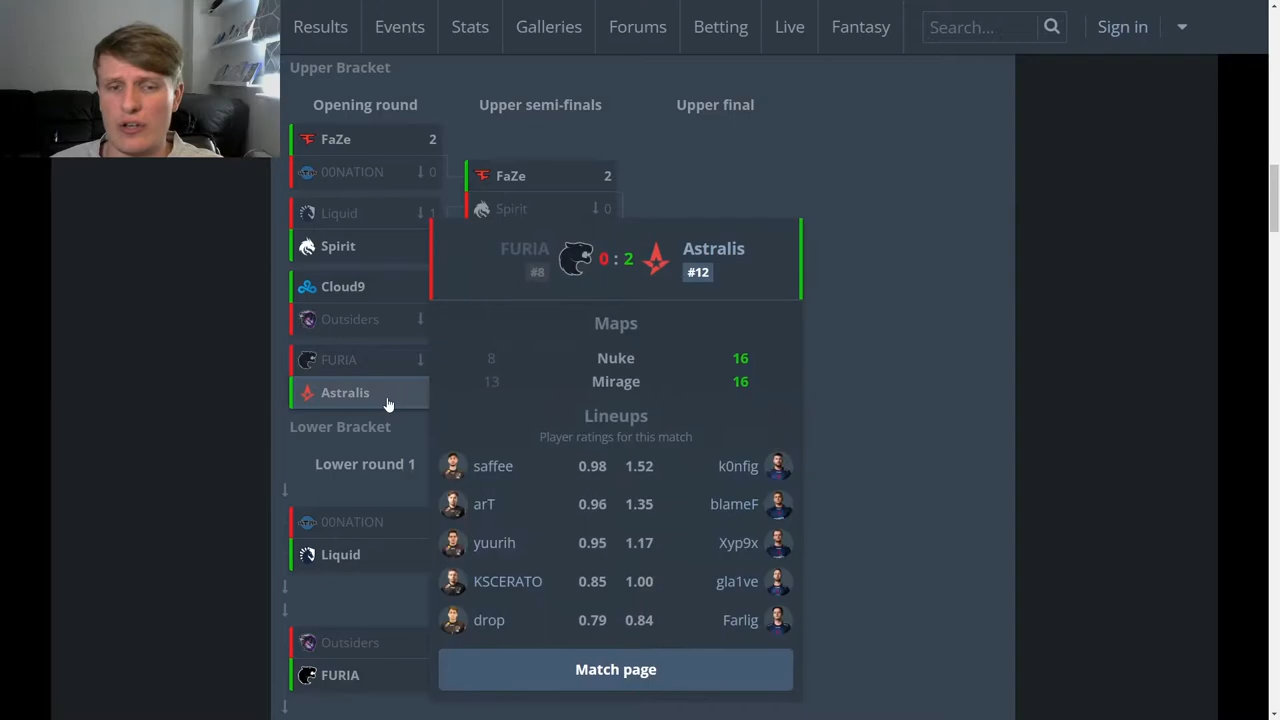 Results Events Stats Galleries Forums Betting Live Fantasy Search... Sign in
Upper Bracket
Opening round Upper semi-finals Upper final
FaZe 2
00NATION 0
FaZe 2
Spirit 0
Liquid 1
Spirit
Cloud9
Outsiders
FURIA
Astralis
FURIA 0 : 2 Astralis
#8 #12
Maps
8 Nuke 16
13 Mirage 16
Lineups
Player ratings for this match
saffee 0.98 1.52 k0nfig
arT 0.96 1.35 blameF
yuurih 0.95 1.17 Xyp9x
KSCERATO 0.85 1.00 gla1ve
drop 0.79 0.84 Farlig
Match page
Lower Bracket
Lower round 1
00NATION
Liquid
Outsiders
FURIA